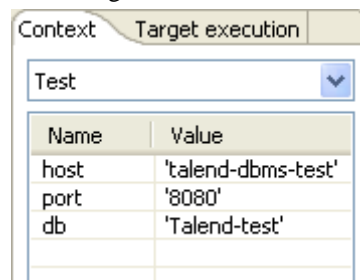 Context Target execution
Test
Name Value
host 'talend-dbms-test'
port '8080'
db 'Talend-test'